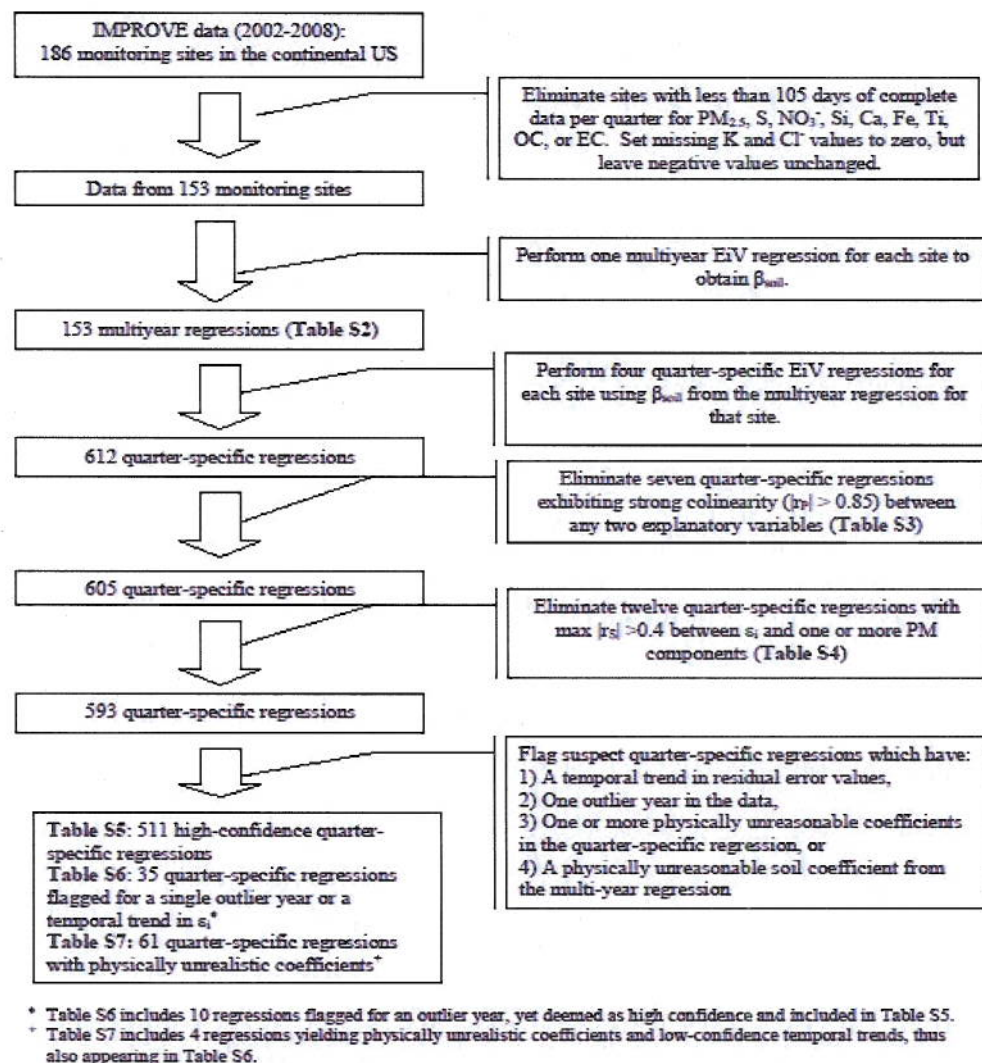 IMPROVE data (2002-2008):
186 monitoring sites in the continental US
Eliminate sites with less than 105 days of complete
data per quarter for PM₂.₅, S, NO₃⁻, Si, Ca, Fe, Ti,
OC, or EC. Set missing K and Cl⁻ values to zero, but
leave negative values unchanged.
Data from 153 monitoring sites
Perform one multiyear EiV regression for each site to
obtain βsoil.
153 multiyear regressions (Table S2)
Perform four quarter-specific EiV regressions for
each site using βsoil from the multiyear regression for
that site.
612 quarter-specific regressions
Eliminate seven quarter-specific regressions
exhibiting strong colinearity (|rP| > 0.85) between
any two explanatory variables (Table S3)
605 quarter-specific regressions
Eliminate twelve quarter-specific regressions with
max |rS| >0.4 between εi and one or more PM
components (Table S4)
593 quarter-specific regressions
Flag suspect quarter-specific regressions which have:
1) A temporal trend in residual error values,
2) One outlier year in the data,
3) One or more physically unreasonable coefficients
in the quarter-specific regression, or
4) A physically unreasonable soil coefficient from
the multi-year regression
Table S5: 511 high-confidence quarter-
specific regressions
Table S6: 35 quarter-specific regressions
flagged for a single outlier year or a
temporal trend in εi*
Table S7: 61 quarter-specific regressions
with physically unrealistic coefficients⁺
* Table S6 includes 10 regressions flagged for an outlier year, yet deemed as high confidence and included in Table S5.
⁺ Table S7 includes 4 regressions yielding physically unrealistic coefficients and low-confidence temporal trends, thus
also appearing in Table S6.